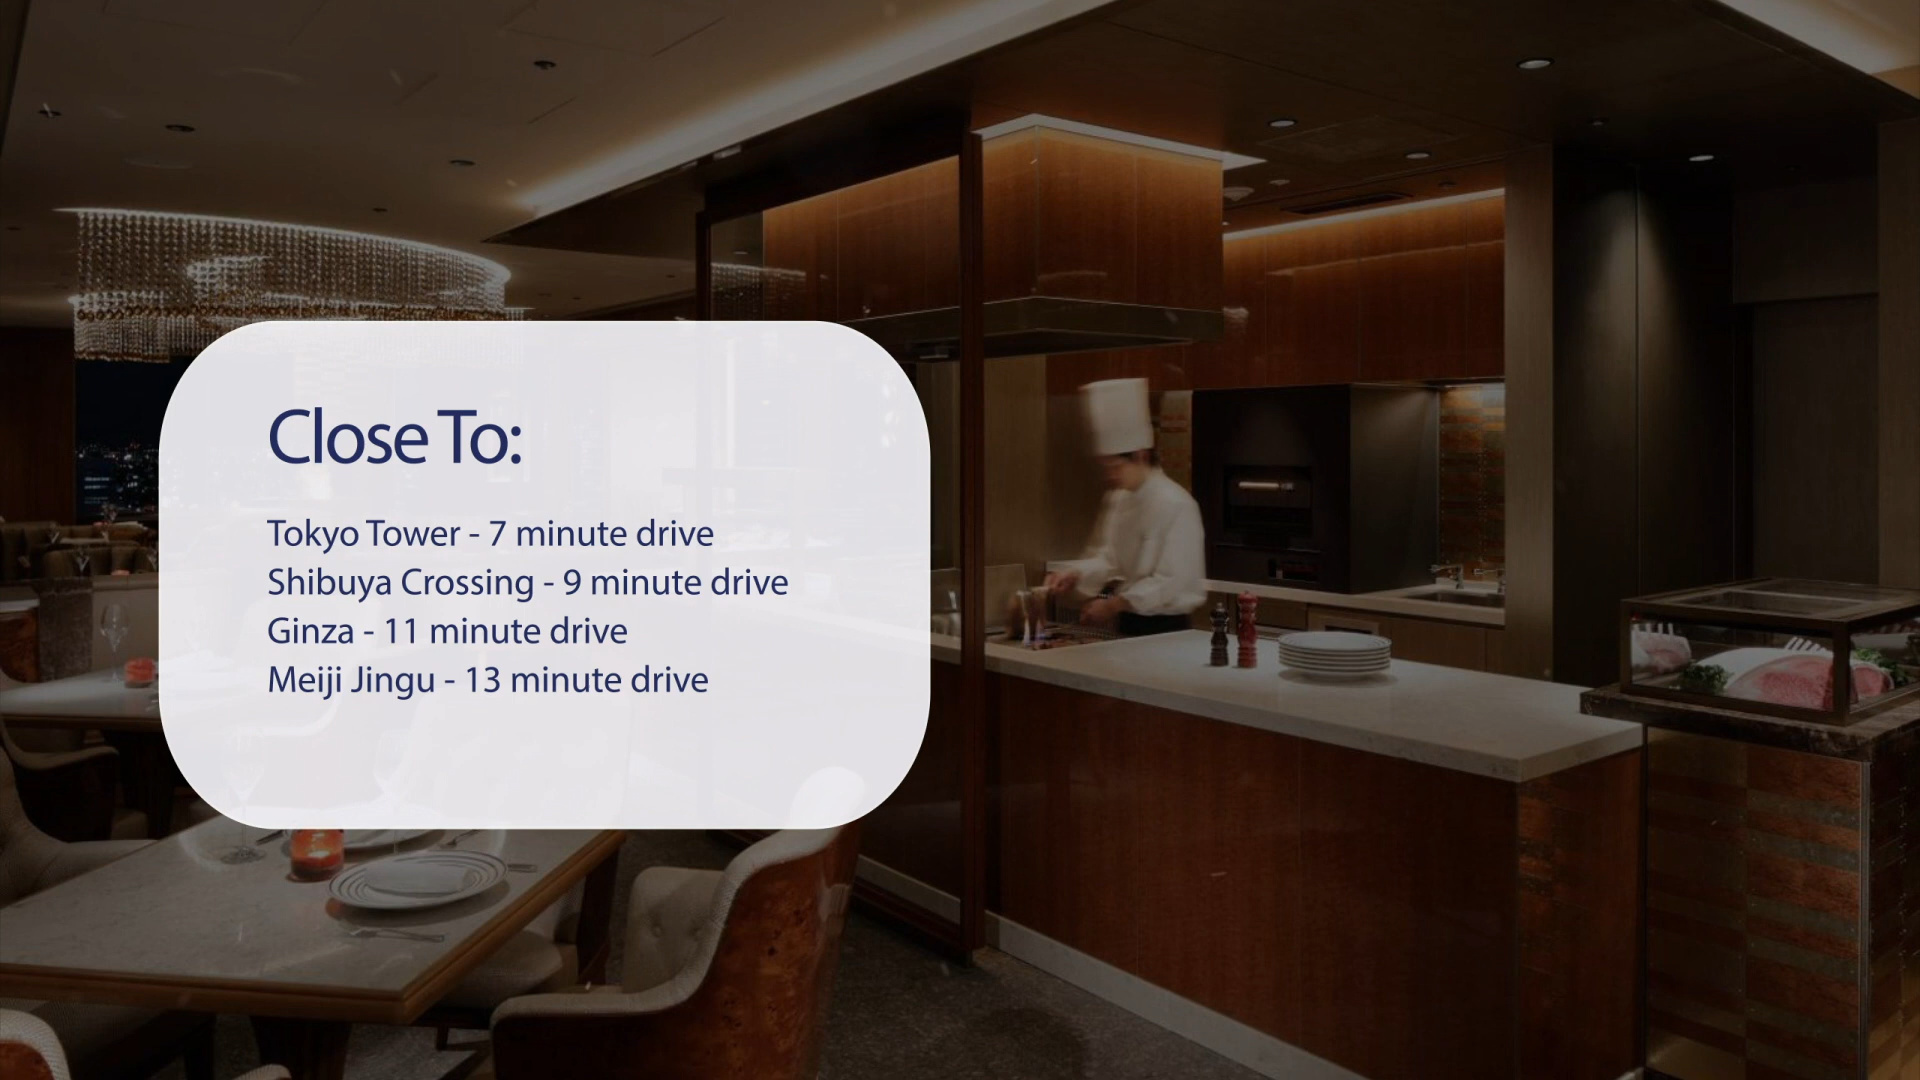 Close To:
Tokyo Tower - 7 minute drive
Shibuya Crossing - 9 minute drive
Ginza - 11 minute drive
Meiji Jingu - 13 minute drive